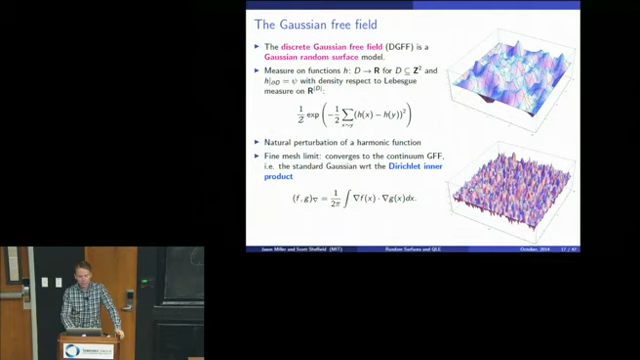 The Gaussian free field
The discrete Gaussian free field (DGFF) is a
Gaussian random surface model.
Measure on functions h: D → R for D ⊆ Z² and
h|∂D = ψ with density respect to Lebesgue
measure on R^|D|:
1/Z exp(−1/2 ∑x∼y (h(x) − h(y))²)
Natural perturbation of a harmonic function
Fine mesh limit: converges to the continuum GFF,
i.e. the standard Gaussian wrt the Dirichlet inner
product
(f, g)∇ = 1/2π ∫ ∇f(x) · ∇g(x)dx.
Jason Miller and Scott Sheffield (MIT)
Random Surfaces and QLE
October, 2014
17 / 47